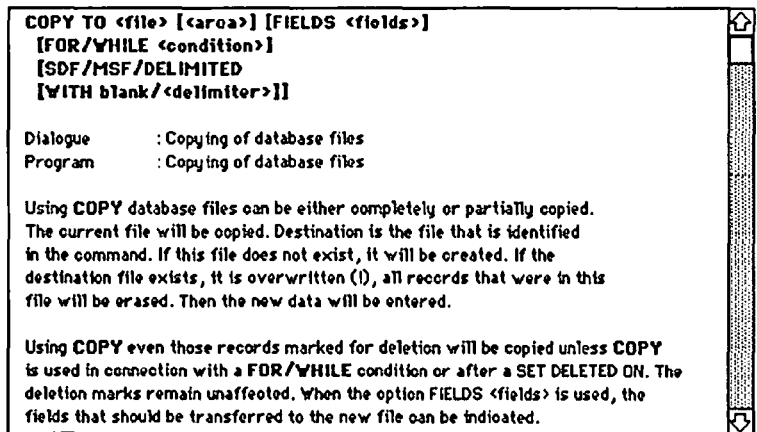 COPY TO <file> [<area>] [FIELDS <fields>]
[FOR/WHILE <condition>]
[SDF/MSF/DELIMITED
[WITH blank/<delimiter>]]
Dialogue : Copying of database files
Program : Copying of database files
Using COPY database files can be either completely or partially copied.
The current file will be copied. Destination is the file that is identified
in the command. If this file does not exist, it will be created. If the
destination file exists, it is overwritten (!), all records that were in this
file will be erased. Then the new data will be entered.
Using COPY even those records marked for deletion will be copied unless COPY
is used in connection with a FOR/WHILE condition or after a SET DELETED ON. The
deletion marks remain unaffected. When the option FIELDS <fields> is used, the
fields that should be transferred to the new file can be indicated.